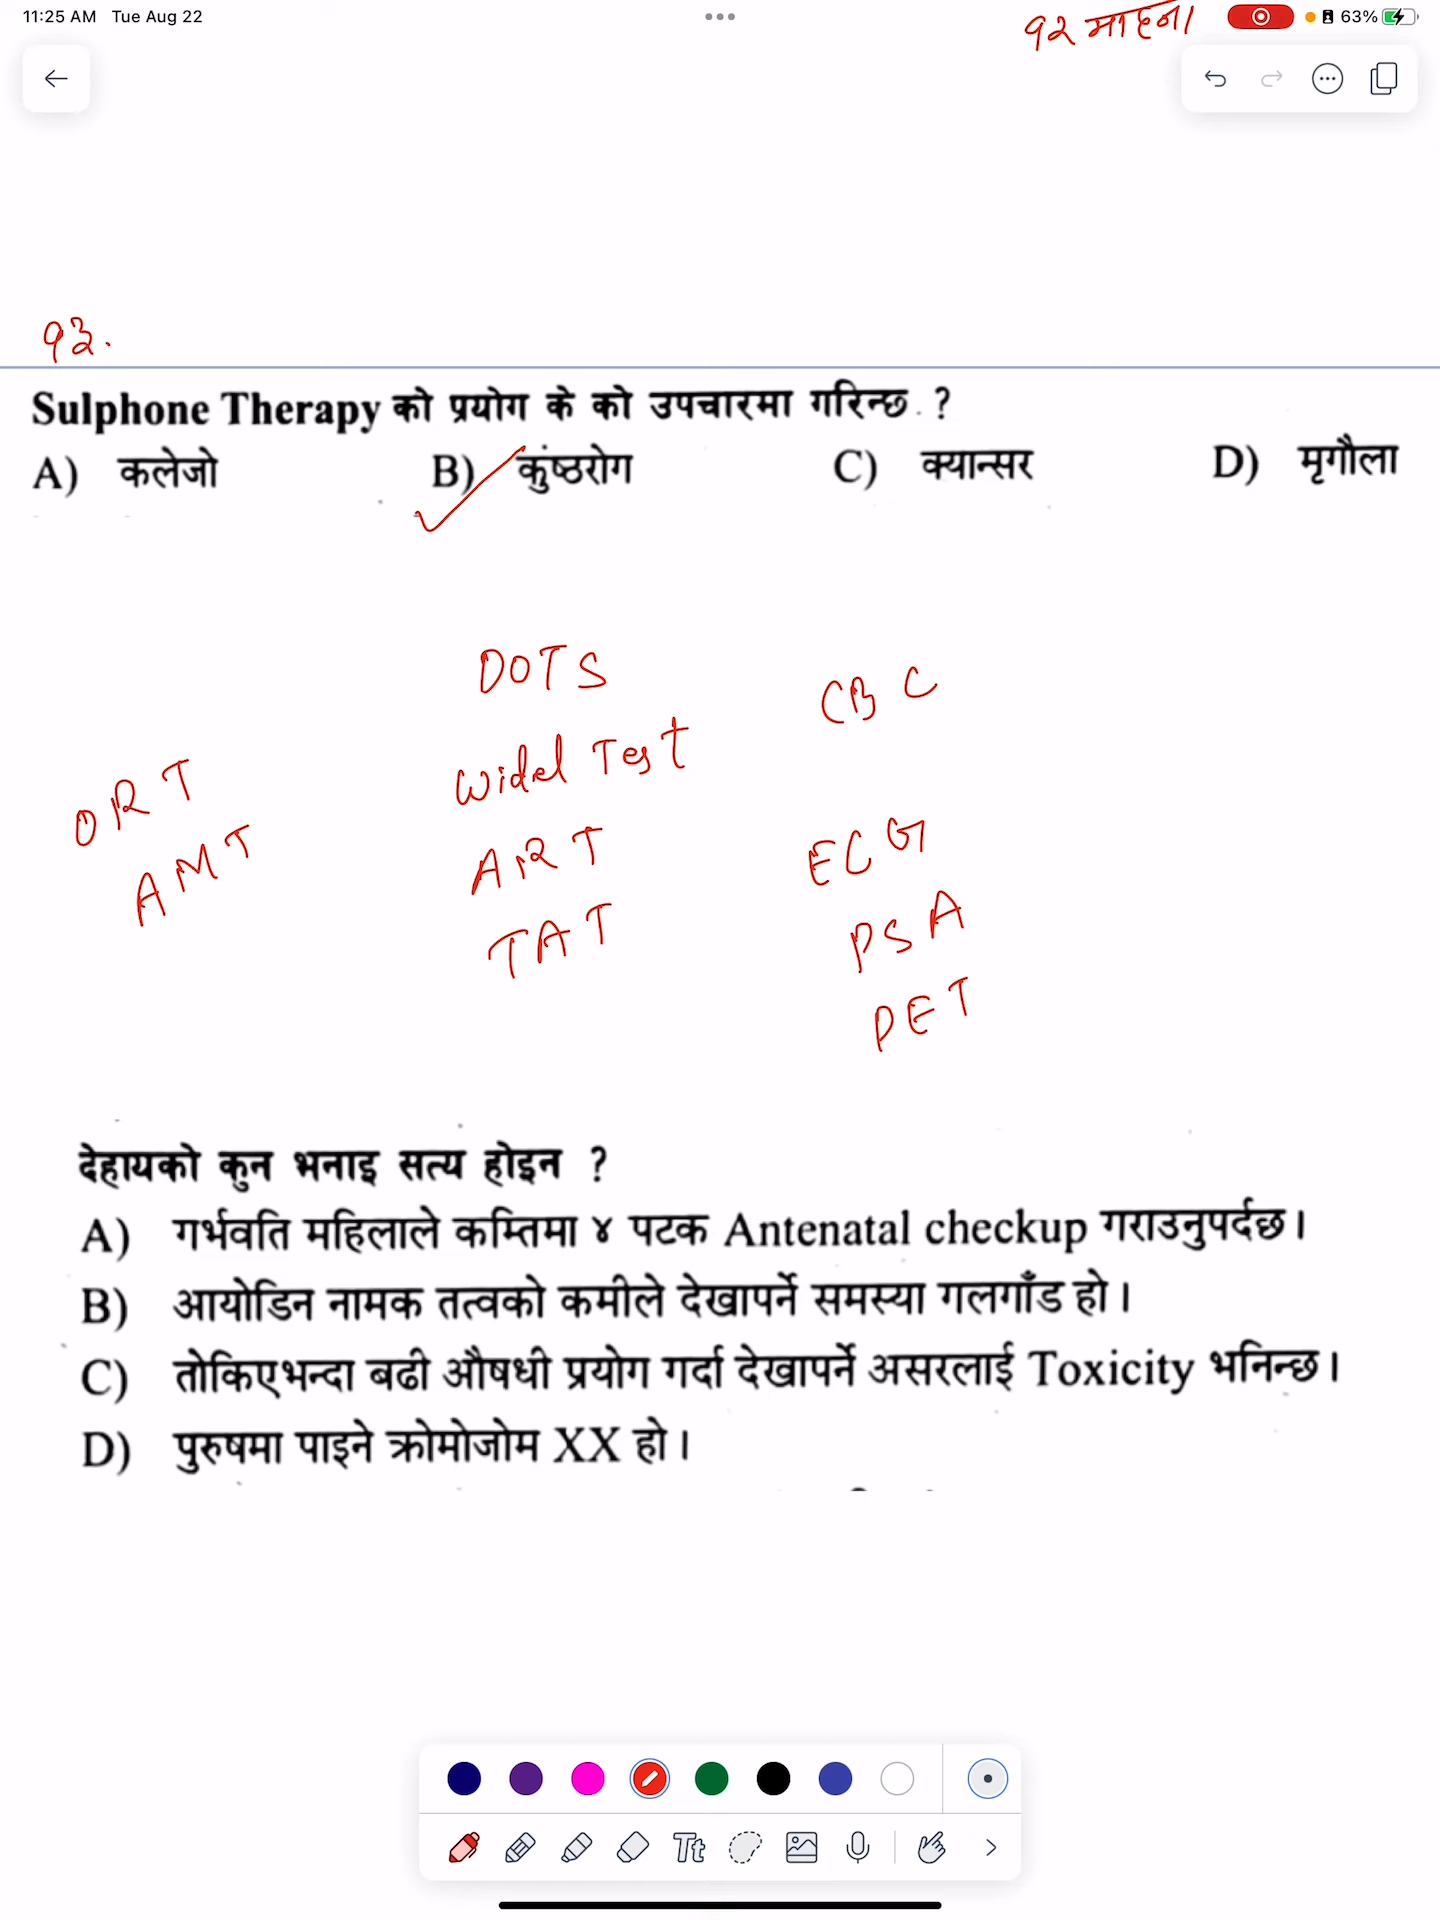 11:25 AM Tue Aug 22
63%
१२ माहिना
१३.
Sulphone Therapy को प्रयोग के को उपचारमा गरिन्छ . ?
A) कलेजो B) कुष्ठरोग C) क्यान्सर D) मृगौला
DOTS
CBC
Widel Test
ORT
AMT
ART
ECG
TAT
PSA
PET
देहायको कुन भनाइ सत्य होइन ?
A) गर्भवति महिलाले कम्तिमा ४ पटक Antenatal checkup गराउनुपर्दछ।
B) आयोडिन नामक तत्वको कमीले देखापर्ने समस्या गलगाँड हो।
C) तोकिएभन्दा बढी औषधी प्रयोग गर्दा देखापर्ने असरलाई Toxicity भनिन्छ।
D) पुरुषमा पाइने क्रोमोजोम XX हो।
Tt